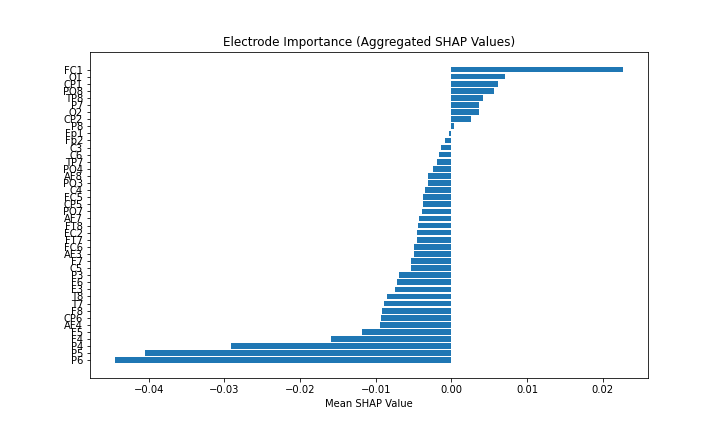 Electrode Importance (Aggregated SHAP Values)
FC1
O1
CP1
PO8
TP8
P7
O2
CP2
P8
Fp1
Fp2
C3
C6
TP7
PO4
AF8
PO3
C4
FC5
CP5
PO7
AF7
FT8
FC2
FT7
FC6
AF3
F7
C5
P3
F6
F3
T8
T7
F8
CP6
AF4
F5
F4
P4
P5
P6
−0.04 −0.03 −0.02 −0.01 0.00 0.01 0.02
Mean SHAP Value